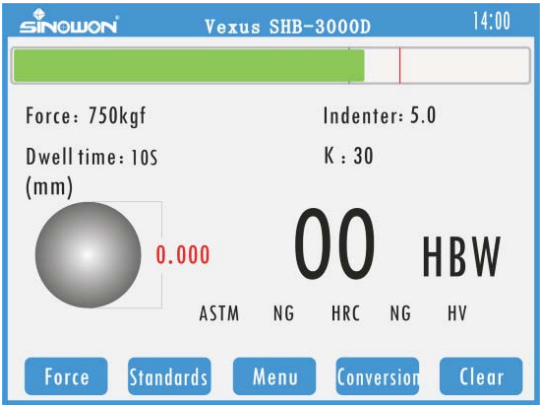 SINOWON Vexus SHB-3000D 14:00
Force: 750kgf Indenter: 5.0
Dwell time: 10S K : 30
(mm)
0.000 00 HBW
ASTM NG HRC NG HV
Force Standards Menu Conversion Clear